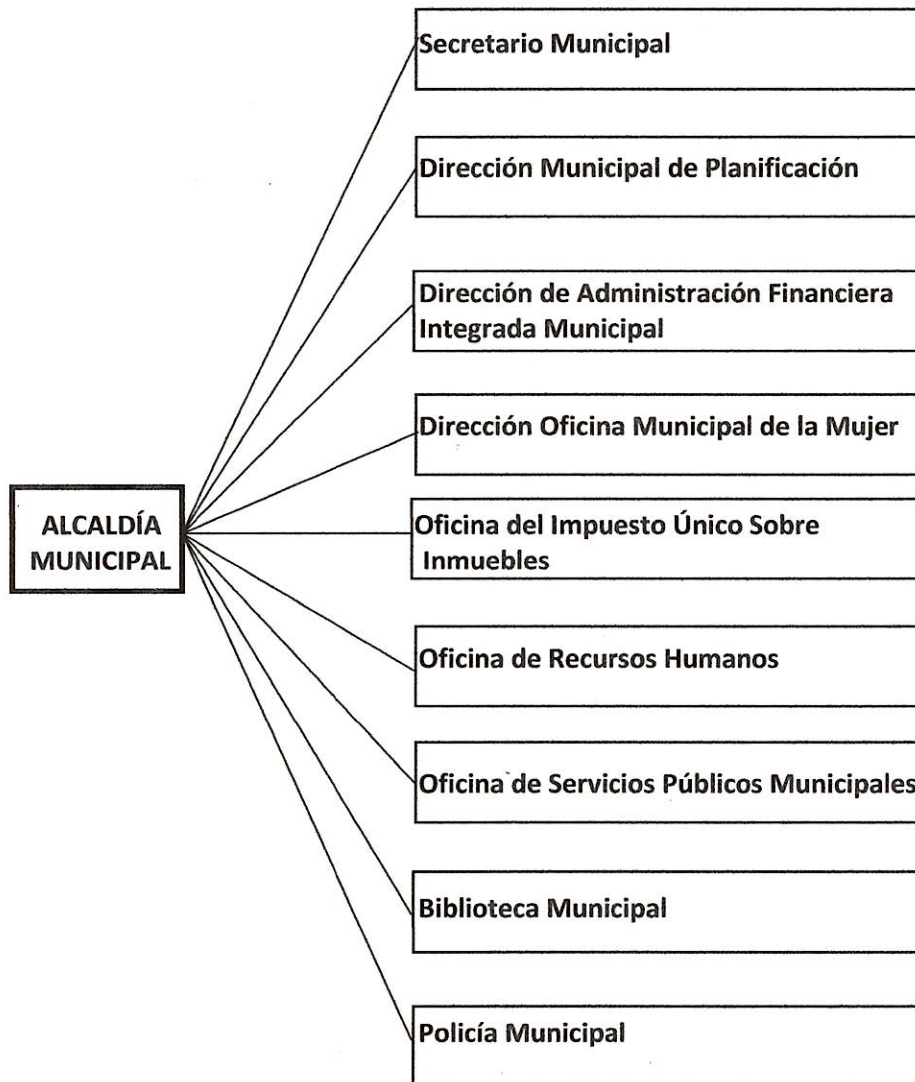 Secretario Municipal
Dirección Municipal de Planificación
Dirección de Administración Financiera
Integrada Municipal
Dirección Oficina Municipal de la Mujer
ALCALDÍA
MUNICIPAL
Oficina del Impuesto Único Sobre
Inmuebles
Oficina de Recursos Humanos
Oficina de Servicios Públicos Municipales
Biblioteca Municipal
Policía Municipal